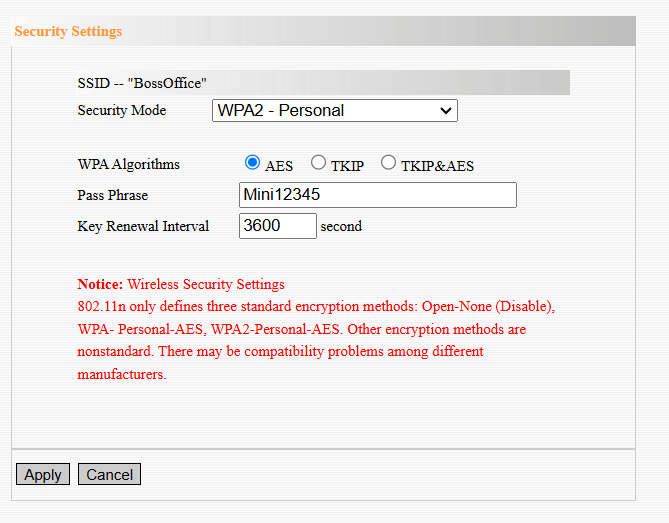 Security Settings
SSID -- "BossOffice"
Security Mode WPA2 - Personal
WPA Algorithms AES TKIP TKIP&AES
Pass Phrase Mini12345
Key Renewal Interval 3600 second
Notice: Wireless Security Settings
802.11n only defines three standard encryption methods: Open-None (Disable),
WPA- Personal-AES, WPA2-Personal-AES. Other encryption methods are
nonstandard. There may be compatibility problems among different
manufacturers.
Apply Cancel